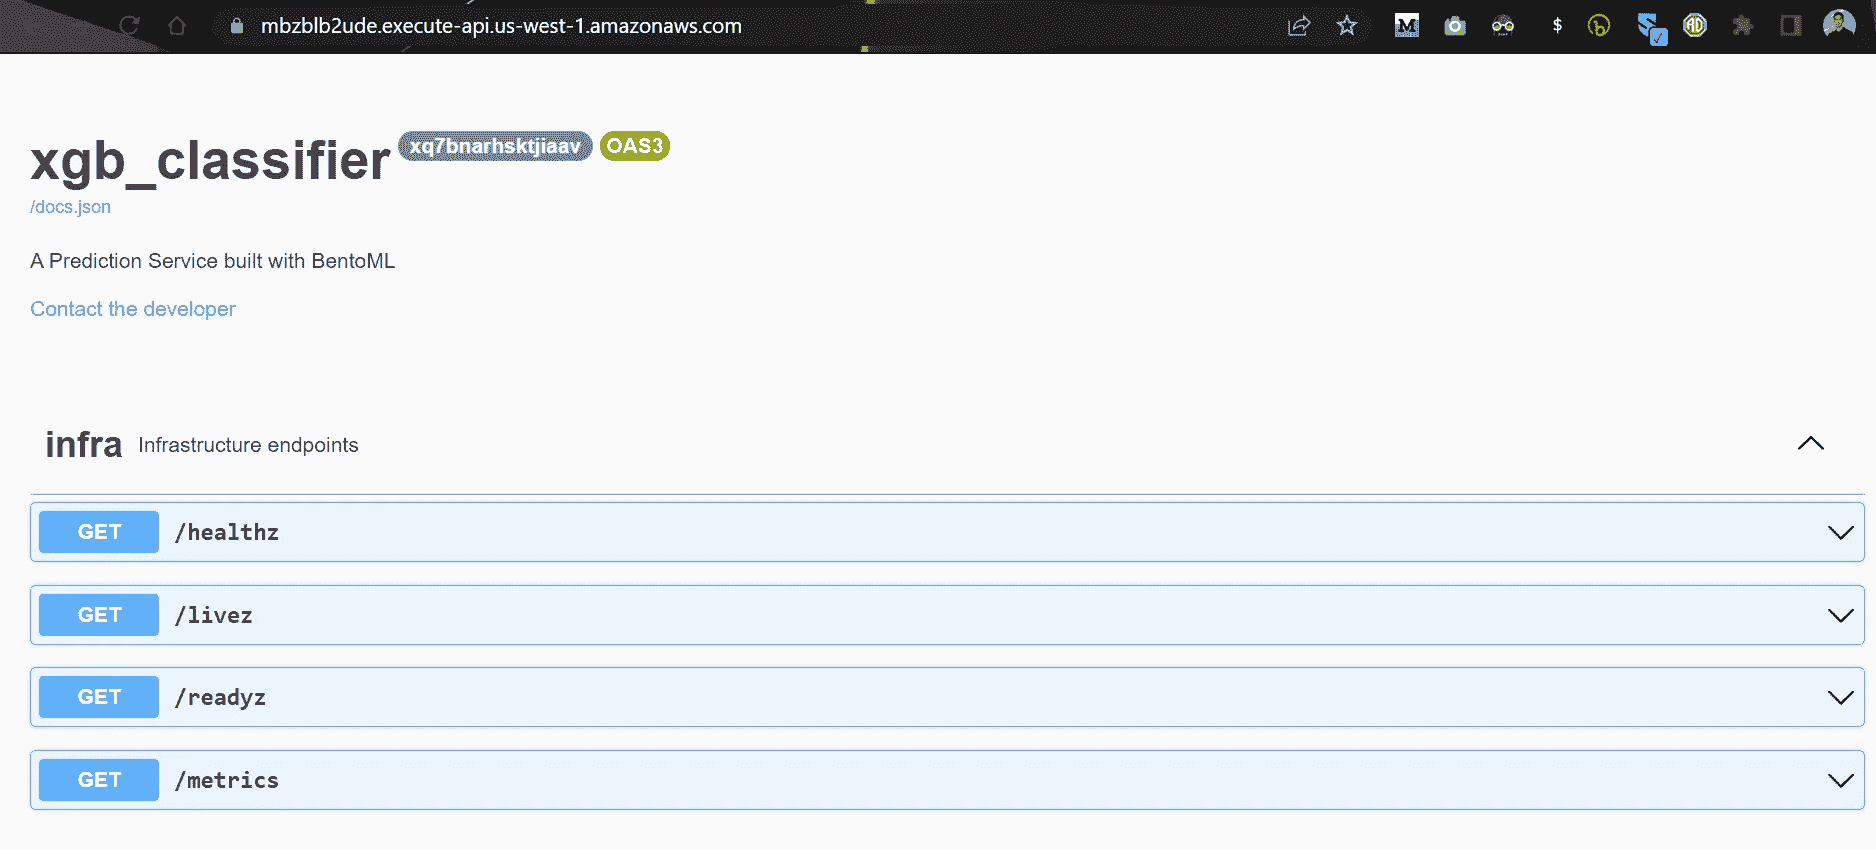 mbzblb2ude.execute-api.us-west-1.amazonaws.com
xgb_classifier xq7bnarhsktjiaav OAS3
/docs.json
A Prediction Service built with BentoML
Contact the developer
infra Infrastructure endpoints
GET /healthz
GET /livez
GET /readyz
GET /metrics